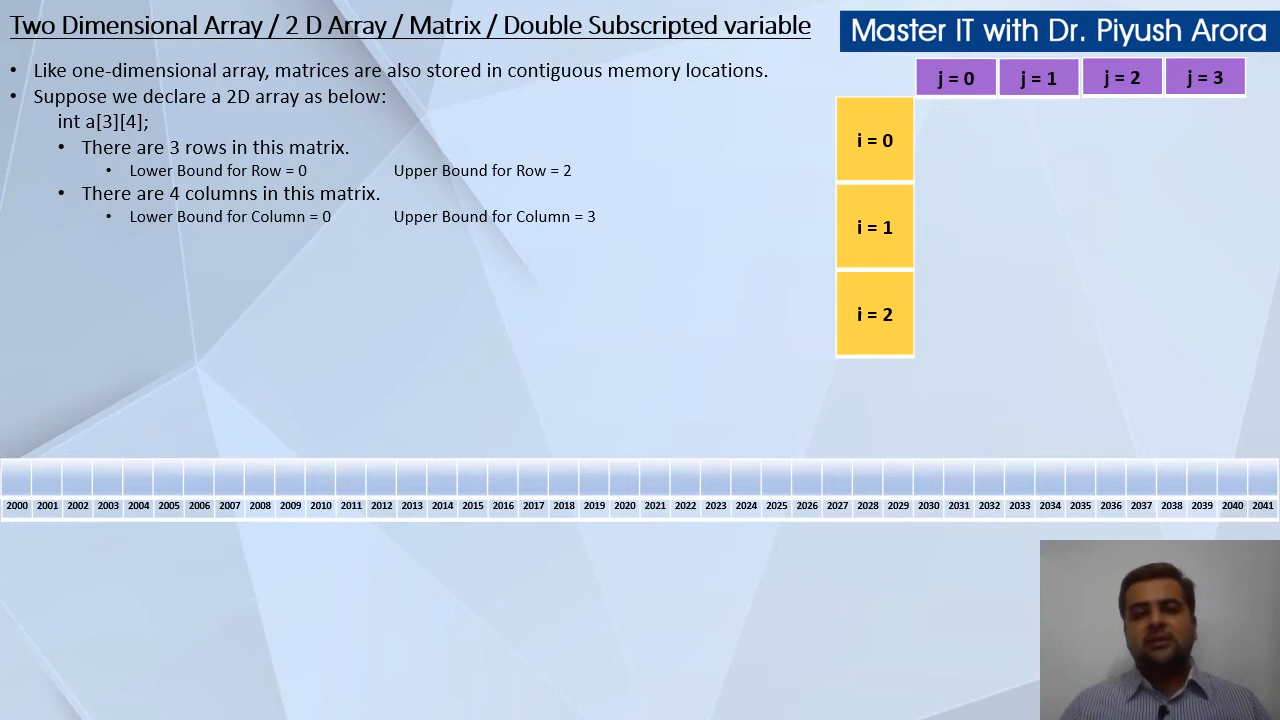 Two Dimensional Array / 2 D Array / Matrix / Double Subscripted variable
Master IT with Dr. Piyush Arora
• Like one-dimensional array, matrices are also stored in contiguous memory locations.
• Suppose we declare a 2D array as below:
int a[3][4];
• There are 3 rows in this matrix.
• Lower Bound for Row = 0 Upper Bound for Row = 2
• There are 4 columns in this matrix.
• Lower Bound for Column = 0 Upper Bound for Column = 3
j = 0 j = 1 j = 2 j = 3
i = 0
i = 1
i = 2
2000 2001 2002 2003 2004 2005 2006 2007 2008 2009 2010 2011 2012 2013 2014 2015 2016 2017 2018 2019 2020 2021 2022 2023 2024 2025 2026 2027 2028 2029 2030 2031 2032 2033 2034 2035 2036 2037 2038 2039 2040 2041